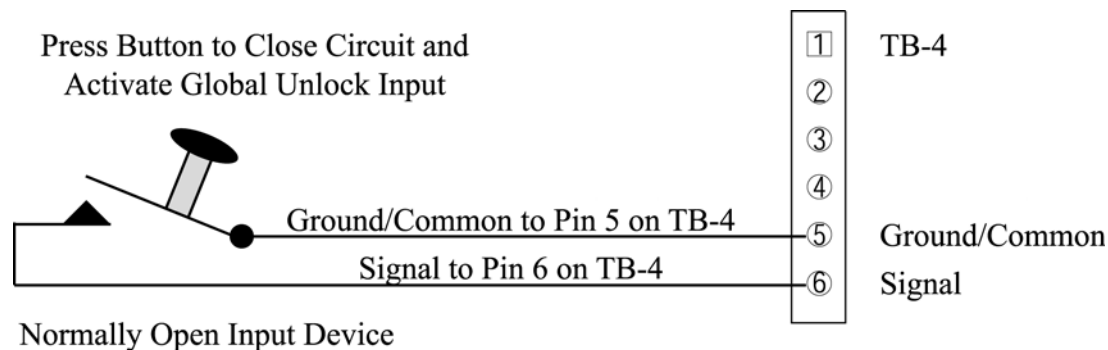 Press Button to Close Circuit and
Activate Global Unlock Input
1 TB-4
2
3
4
Ground/Common to Pin 5 on TB-4 5 Ground/Common
Signal to Pin 6 on TB-4 6 Signal
Normally Open Input Device